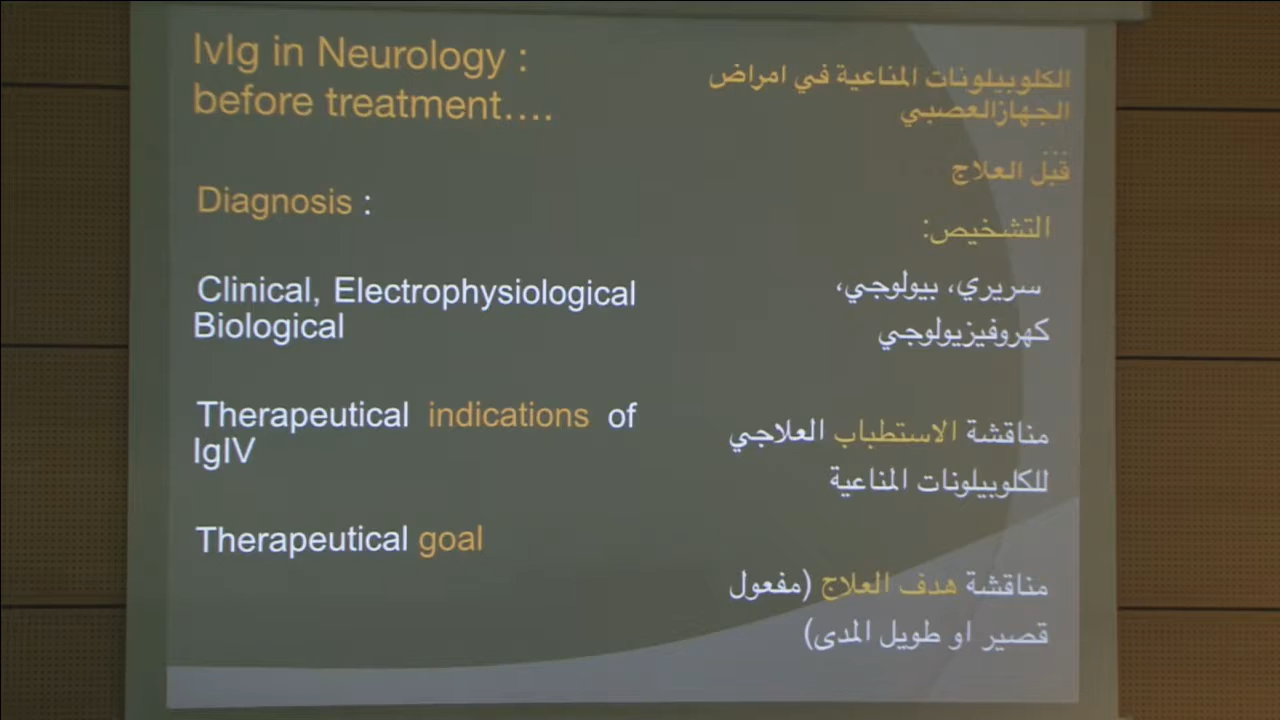 IvIg in Neurology :
before treatment....
Diagnosis :
Clinical, Electrophysiological
Biological
Therapeutical indications of
IgIV
Therapeutical goal
الكلوبيلونات المناعية في امراض
الجهازالعصبي
...
قبل العلاج
التشخيص:
سريري، بيولوجي،
كهروفيزيولوجي
مناقشة الاستطباب العلاجي
للكلوبيلونات المناعية
مناقشة هدف العلاج (مفعول
قصير او طويل المدى)